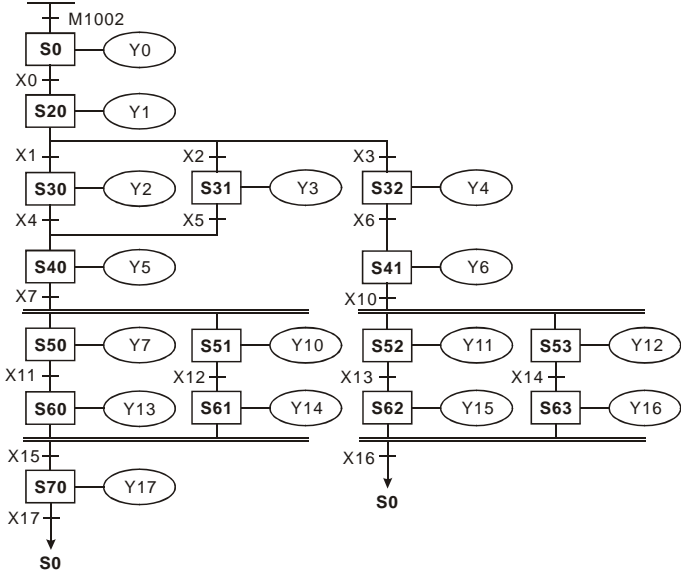 M1002
S0 Y0
X0
S20 Y1
X1 X2 X3
S30 Y2 S31 Y3 S32 Y4
X4 X5 X6
S40 Y5 S41 Y6
X7 X10
S50 Y7 S51 Y10 S52 Y11 S53 Y12
X11 X12 X13 X14
S60 Y13 S61 Y14 S62 Y15 S63 Y16
X15 X16
S70 Y17 S0
X17
S0